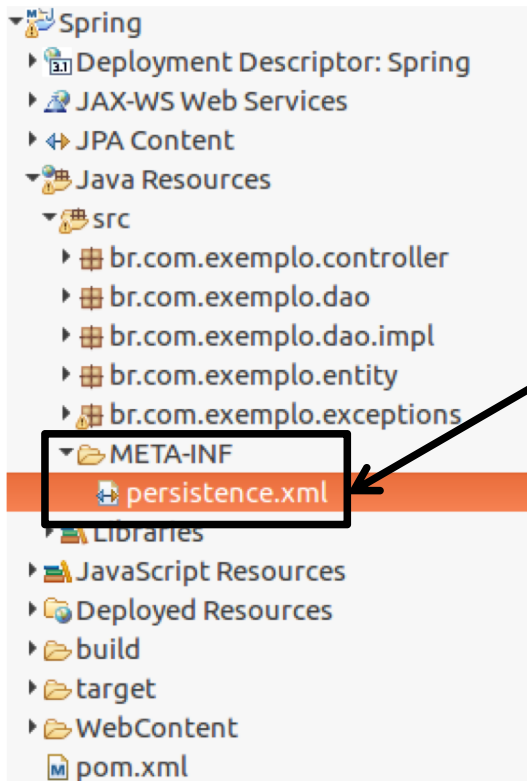 Spring
Deployment Descriptor: Spring
JAX-WS Web Services
JPA Content
Java Resources
src
br.com.exemplo.controller
br.com.exemplo.dao
br.com.exemplo.dao.impl
br.com.exemplo.entity
br.com.exemplo.exceptions
META-INF
persistence.xml
Libraries
JavaScript Resources
Deployed Resources
build
target
WebContent
pom.xml